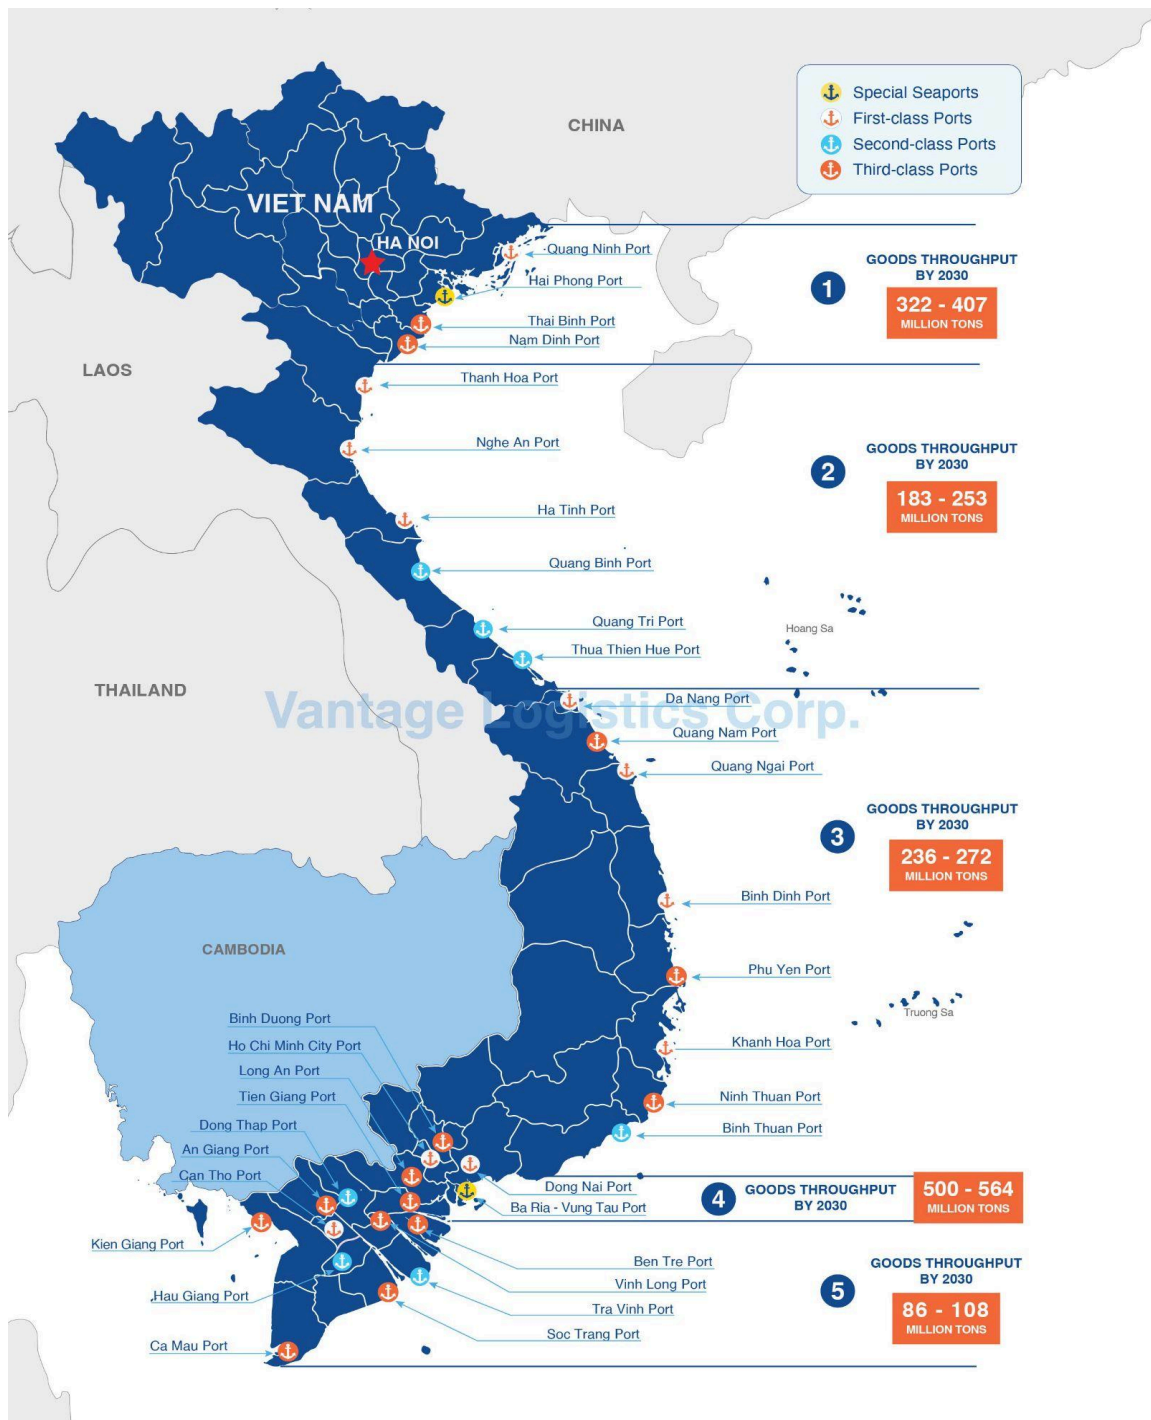 Special Seaports
First-class Ports
Second-class Ports
Third-class Ports
CHINA
VIET NAM
HA NOI
LAOS
THAILAND
CAMBODIA
Quang Ninh Port
Hai Phong Port
Thai Binh Port
Nam Dinh Port
1
GOODS THROUGHPUT
BY 2030
322 - 407
MILLION TONS
Thanh Hoa Port
Nghe An Port
Ha Tinh Port
Quang Binh Port
Quang Tri Port
Thua Thien Hue Port
2
GOODS THROUGHPUT
BY 2030
183 - 253
MILLION TONS
Hoang Sa
Vantage Logistics Corp.
Da Nang Port
Quang Nam Port
Quang Ngai Port
Binh Dinh Port
Phu Yen Port
Khanh Hoa Port
Ninh Thuan Port
Binh Thuan Port
3
GOODS THROUGHPUT
BY 2030
236 - 272
MILLION TONS
Truong Sa
Binh Duong Port
Ho Chi Minh City Port
Long An Port
Tien Giang Port
Dong Thap Port
An Giang Port
Can Tho Port
Kien Giang Port
Hau Giang Port
Ca Mau Port
Dong Nai Port
Ba Ria - Vung Tau Port
4
GOODS THROUGHPUT
BY 2030
500 - 564
MILLION TONS
Ben Tre Port
Vinh Long Port
Tra Vinh Port
Soc Trang Port
5
GOODS THROUGHPUT
BY 2030
86 - 108
MILLION TONS